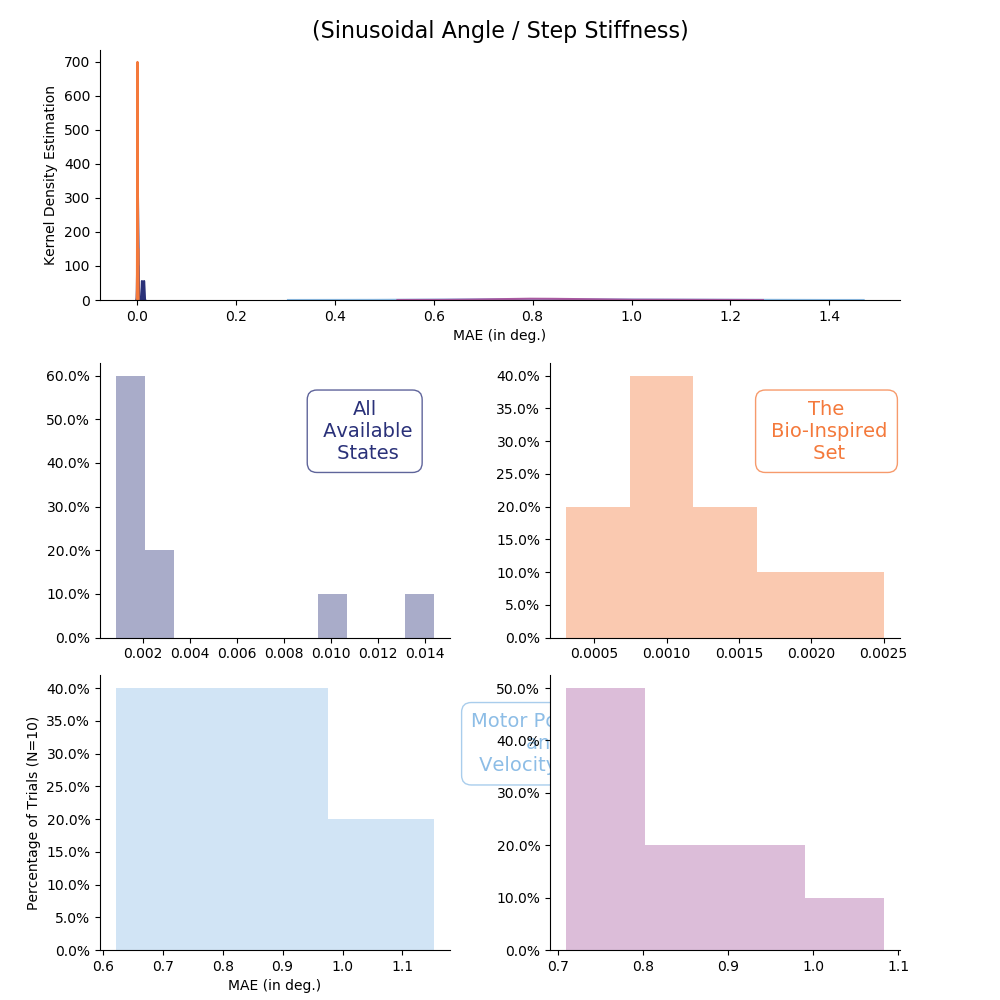 (Sinusoidal Angle / Step Stiffness)
Kernel Density Estimation
700
600
500
400
300
200
100
0
0.0 0.2 0.4 0.6 0.8 1.0 1.2 1.4
MAE (in deg.)
60.0%
50.0%
40.0%
30.0%
20.0%
10.0%
0.0%
0.002 0.004 0.006 0.008 0.010 0.012 0.014
All
Available
States
40.0%
35.0%
30.0%
25.0%
20.0%
15.0%
10.0%
5.0%
0.0%
0.0005 0.0010 0.0015 0.0020 0.0025
The
Bio-Inspired
Set
Percentage of Trials (N=10)
40.0%
35.0%
30.0%
25.0%
20.0%
15.0%
10.0%
5.0%
0.0%
0.6 0.7 0.8 0.9 1.0 1.1
MAE (in deg.)
Motor
Velocity
50.0%
40.0%
30.0%
20.0%
10.0%
0.0%
0.7 0.8 0.9 1.0 1.1